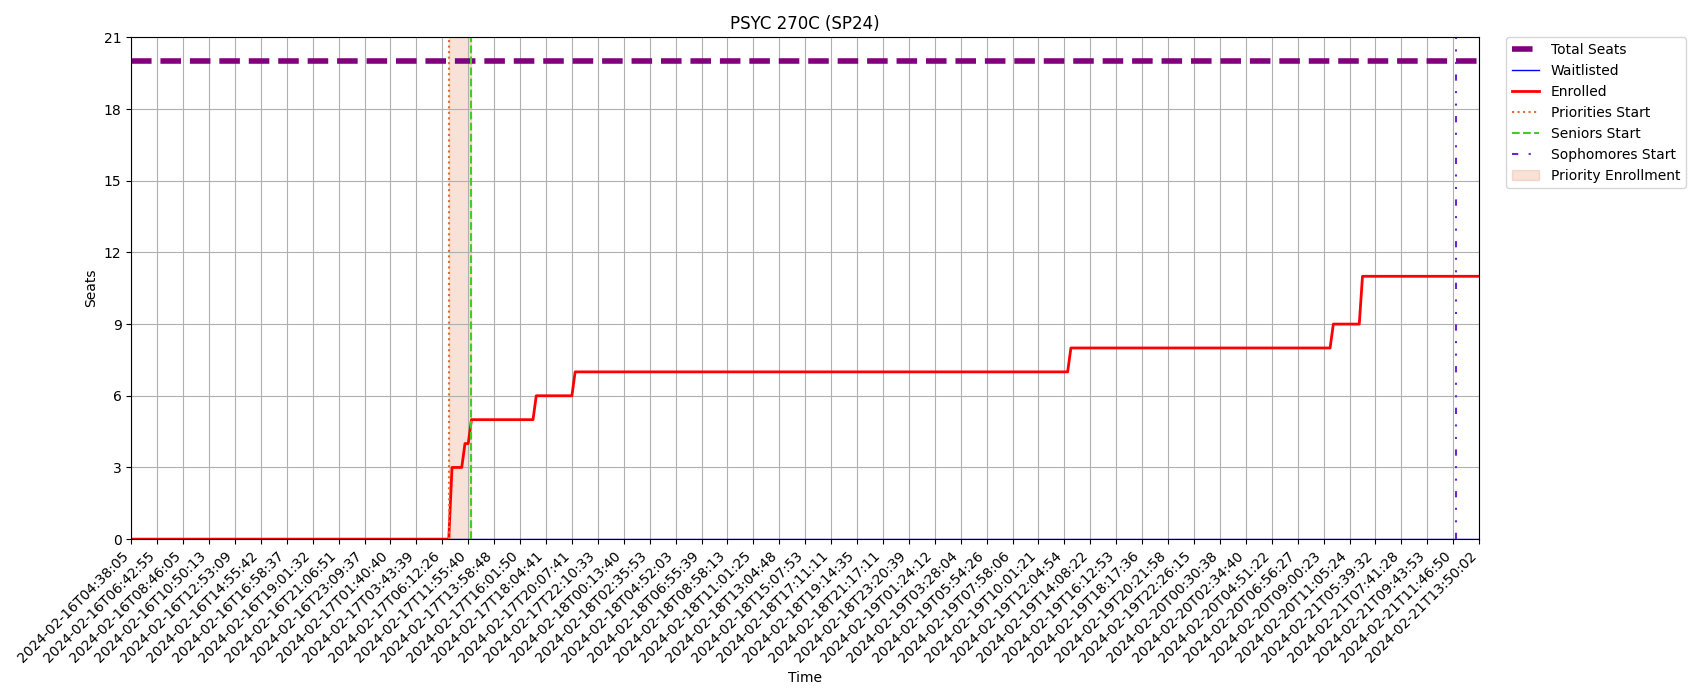 PSYC 270C (SP24)
Seats
21
18
15
12
9
6
3
0
2024-02-16T04:38:05
2024-02-16T06:42:55
2024-02-16T08:46:05
2024-02-16T10:50:13
2024-02-16T12:53:09
2024-02-16T14:55:42
2024-02-16T16:58:37
2024-02-16T19:01:32
2024-02-16T21:06:51
2024-02-16T23:09:37
2024-02-17T01:40:40
2024-02-17T03:43:39
2024-02-17T06:12:26
2024-02-17T11:55:40
2024-02-17T13:58:48
2024-02-17T16:01:50
2024-02-17T18:04:41
2024-02-17T20:07:41
2024-02-17T22:10:33
2024-02-18T00:13:40
2024-02-18T02:35:53
2024-02-18T04:52:03
2024-02-18T06:55:39
2024-02-18T08:58:13
2024-02-18T11:01:25
2024-02-18T13:04:48
2024-02-18T15:07:53
2024-02-18T17:11:11
2024-02-18T19:14:35
2024-02-18T21:17:11
2024-02-18T23:20:39
2024-02-19T01:24:12
2024-02-19T03:28:04
2024-02-19T05:54:26
2024-02-19T07:58:06
2024-02-19T10:01:21
2024-02-19T12:04:54
2024-02-19T14:08:22
2024-02-19T16:12:53
2024-02-19T18:17:36
2024-02-19T20:21:58
2024-02-19T22:26:15
2024-02-20T00:30:38
2024-02-20T02:34:40
2024-02-20T04:51:22
2024-02-20T06:56:27
2024-02-20T09:00:23
2024-02-20T11:05:24
2024-02-21T05:39:32
2024-02-21T07:41:28
2024-02-21T09:43:53
2024-02-21T11:46:50
2024-02-21T13:50:02
Time
Total Seats
Waitlisted
Enrolled
Priorities Start
Seniors Start
Sophomores Start
Priority Enrollment